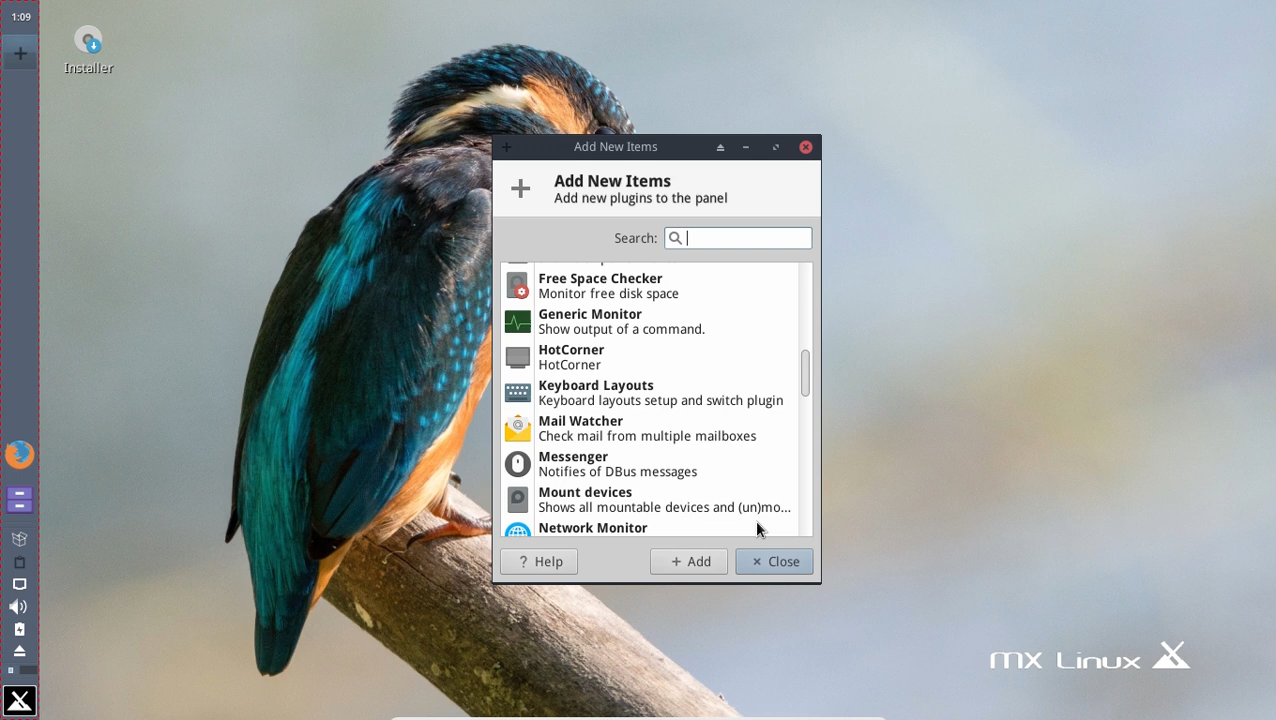 1:09
Installer
Add New Items
Add New Items
Add new plugins to the panel
Search:
Free Space Checker
Monitor free disk space
Generic Monitor
Show output of a command.
HotCorner
HotCorner
Keyboard Layouts
Keyboard layouts setup and switch plugin
Mail Watcher
Check mail from multiple mailboxes
Messenger
Notifies of DBus messages
Mount devices
Shows all mountable devices and (un)mo...
Network Monitor
? Help
+ Add
× Close
mx Linux